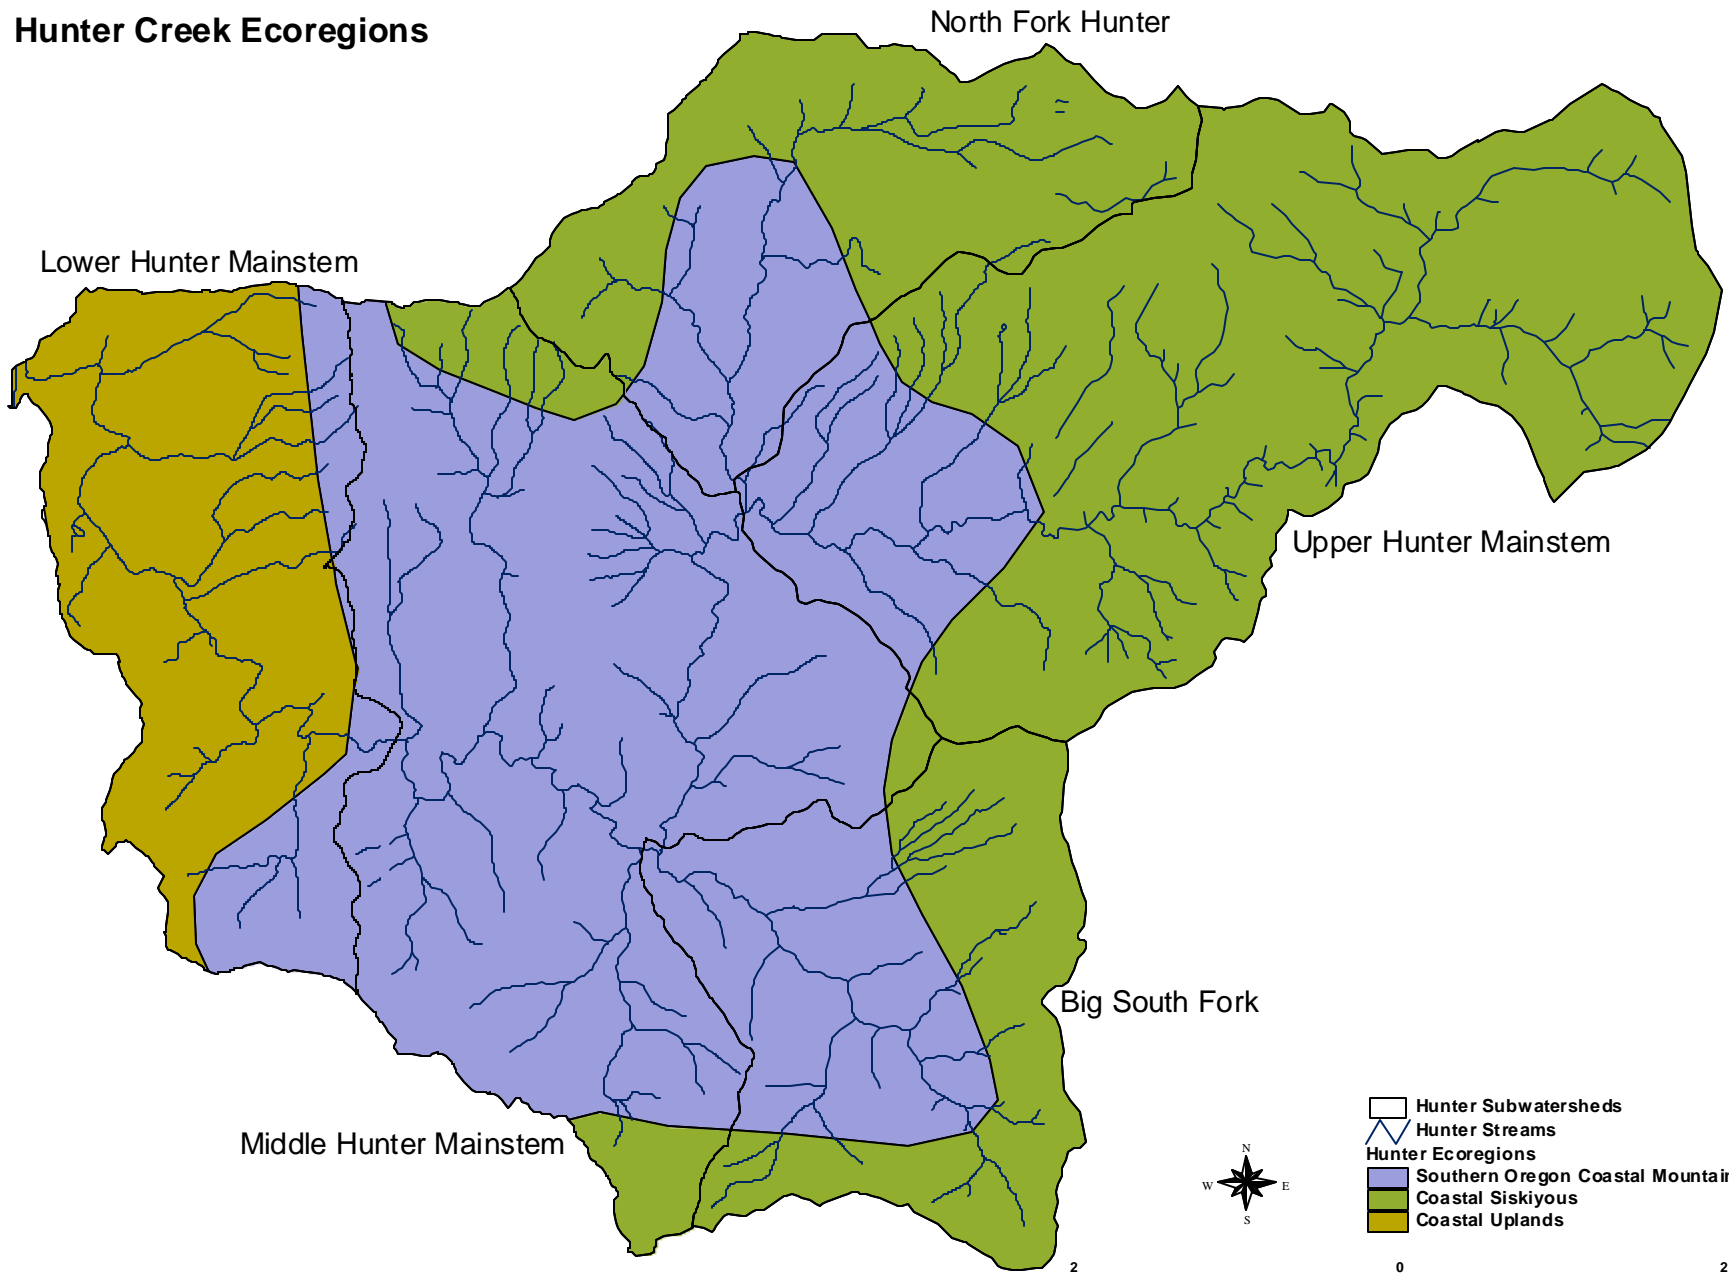 Hunter Creek Ecoregions
North Fork Hunter
Lower Hunter Mainstem
Upper Hunter Mainstem
Big South Fork
Middle Hunter Mainstem
N
W E
S
Hunter Subwatersheds
Hunter Streams
Hunter Ecoregions
Southern Oregon Coastal Mountai
Coastal Siskiyous
Coastal Uplands
2 0 2